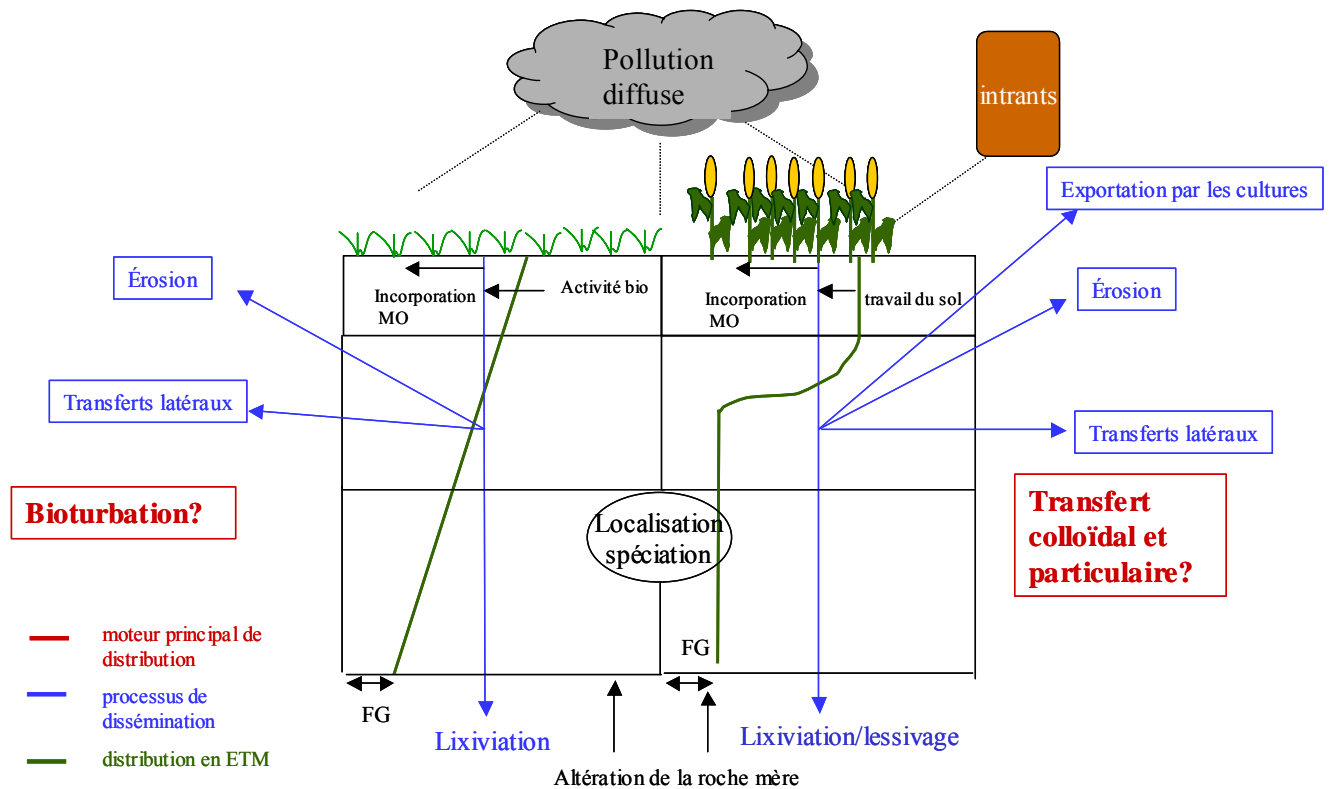 Pollution
diffuse
intrants
Exportation par les cultures
Érosion
Érosion
Incorporation
MO
Activité bio
Incorporation
MO
travail du sol
Transferts latéraux
Transferts latéraux
Bioturbation?
Localisation
spéciation
Transfert
colloïdal et
particulaire?
moteur principal de
distribution
processus de
dissémination
distribution en ETM
FG
FG
Lixiviation
Lixiviation/lessivage
Altération de la roche mère